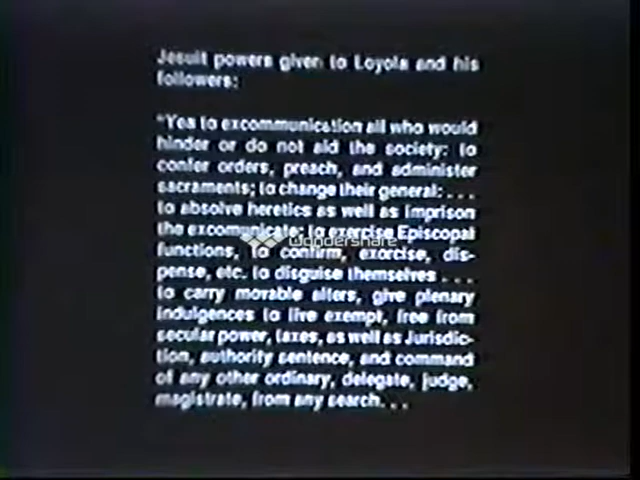 Jesuit powers given to Loyola and his
followers:
"Yea to excommunication all who would
hinder or do not aid the society: to
confer orders, preach, and administer
sacraments; to change their general: . . .
to absolve heretics as well as imprison
the excomunicate; to exercise Episcopal
functions, to confirm, exorcise, dis-
pense, etc. to disguise themselves . . .
to carry movable alters, give plenary
indulgences to live exempt, free from
secular power, taxes, as well as Jurisdic-
tion, authority sentence, and command
of any other ordinary, delegate, judge,
magistrate, from any search. . .
Wondershare